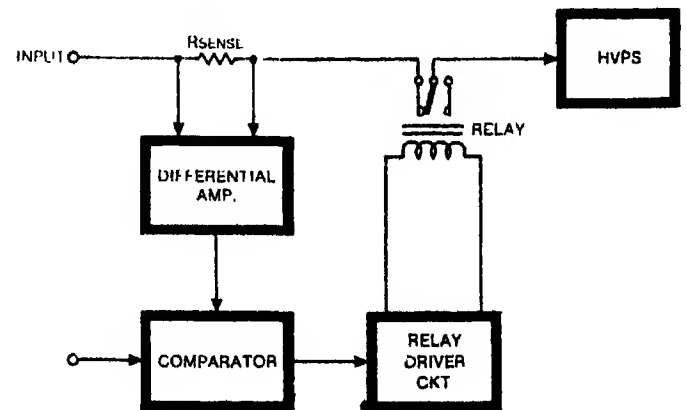 RSENSE
INPUT
HVPS
RELAY
DIFFERENTIAL
AMP.
COMPARATOR
RELAY
DRIVER
CKT